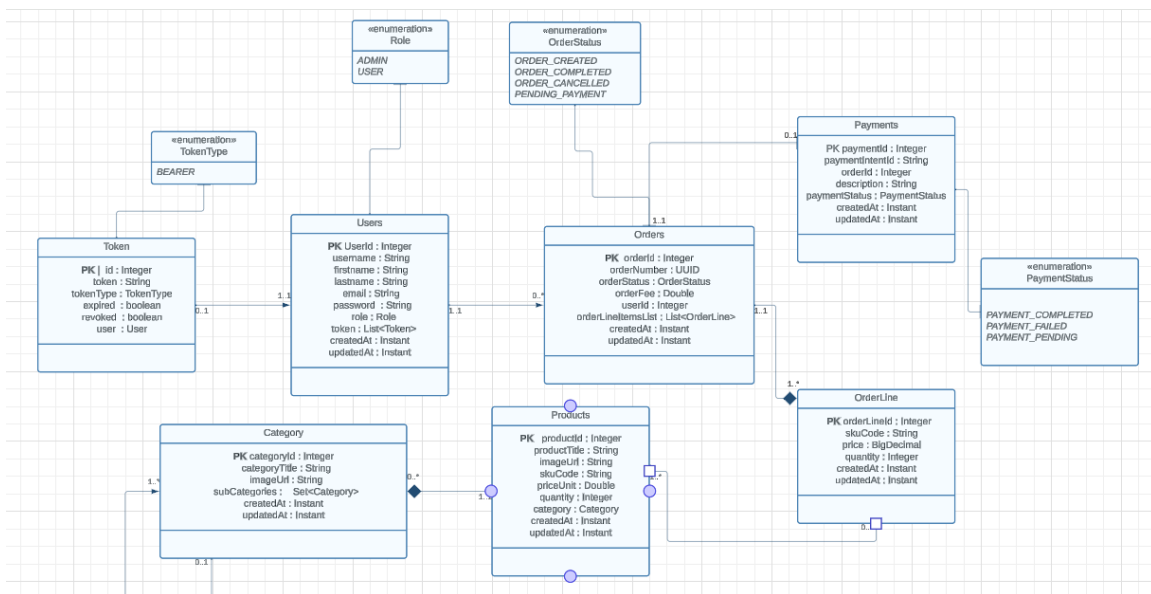 «enumeration»
Role
ADMIN
USER
«enumeration»
OrderStatus
ORDER_CREATED
ORDER_COMPLETED
ORDER_CANCELLED
PENDING_PAYMENT
«enumeration»
TokenType
BEARER
Payments
PK paymentId : Integer
paymentIntentId : String
orderId : Integer
description : String
paymentStatus : PaymentStatus
createdAt : Instant
updatedAt : Instant
0..1
1..1
«enumeration»
PaymentStatus
PAYMENT_COMPLETED
PAYMENT_FAILED
PAYMENT_PENDING
Token
PK | id : Integer
token : String
tokenType : TokenType
expired : boolean
revoked : boolean
user : User
0..1
1..1
Users
PK UserId : Integer
username : String
firstname : String
lastname : String
email : String
password : String
role : Role
token : List<Token>
createdAt : Instant
updatedAt : Instant
1..1
0..*
Orders
PK orderId : Integer
orderNumber : UUID
orderStatus : OrderStatus
orderFee : Double
userId : Integer
orderLineItemsList : List<OrderLine>
createdAt : Instant
updatedAt : Instant
1..1
1..*
OrderLine
PK orderLineId : Integer
skuCode : String
price : BigDecimal
quantity : Integer
createdAt : Instant
updatedAt : Instant
0..
Category
PK categoryId : Integer
categoryTitle : String
imageUrl : String
subCategories : Set<Category>
createdAt : Instant
updatedAt : Instant
1..*
0..1
0..*
1..
Products
PK productId : Integer
productTitle : String
imageUrl : String
skuCode : String
priceUnit : Double
quantity : Integer
category : Category
createdAt : Instant
updatedAt : Instant